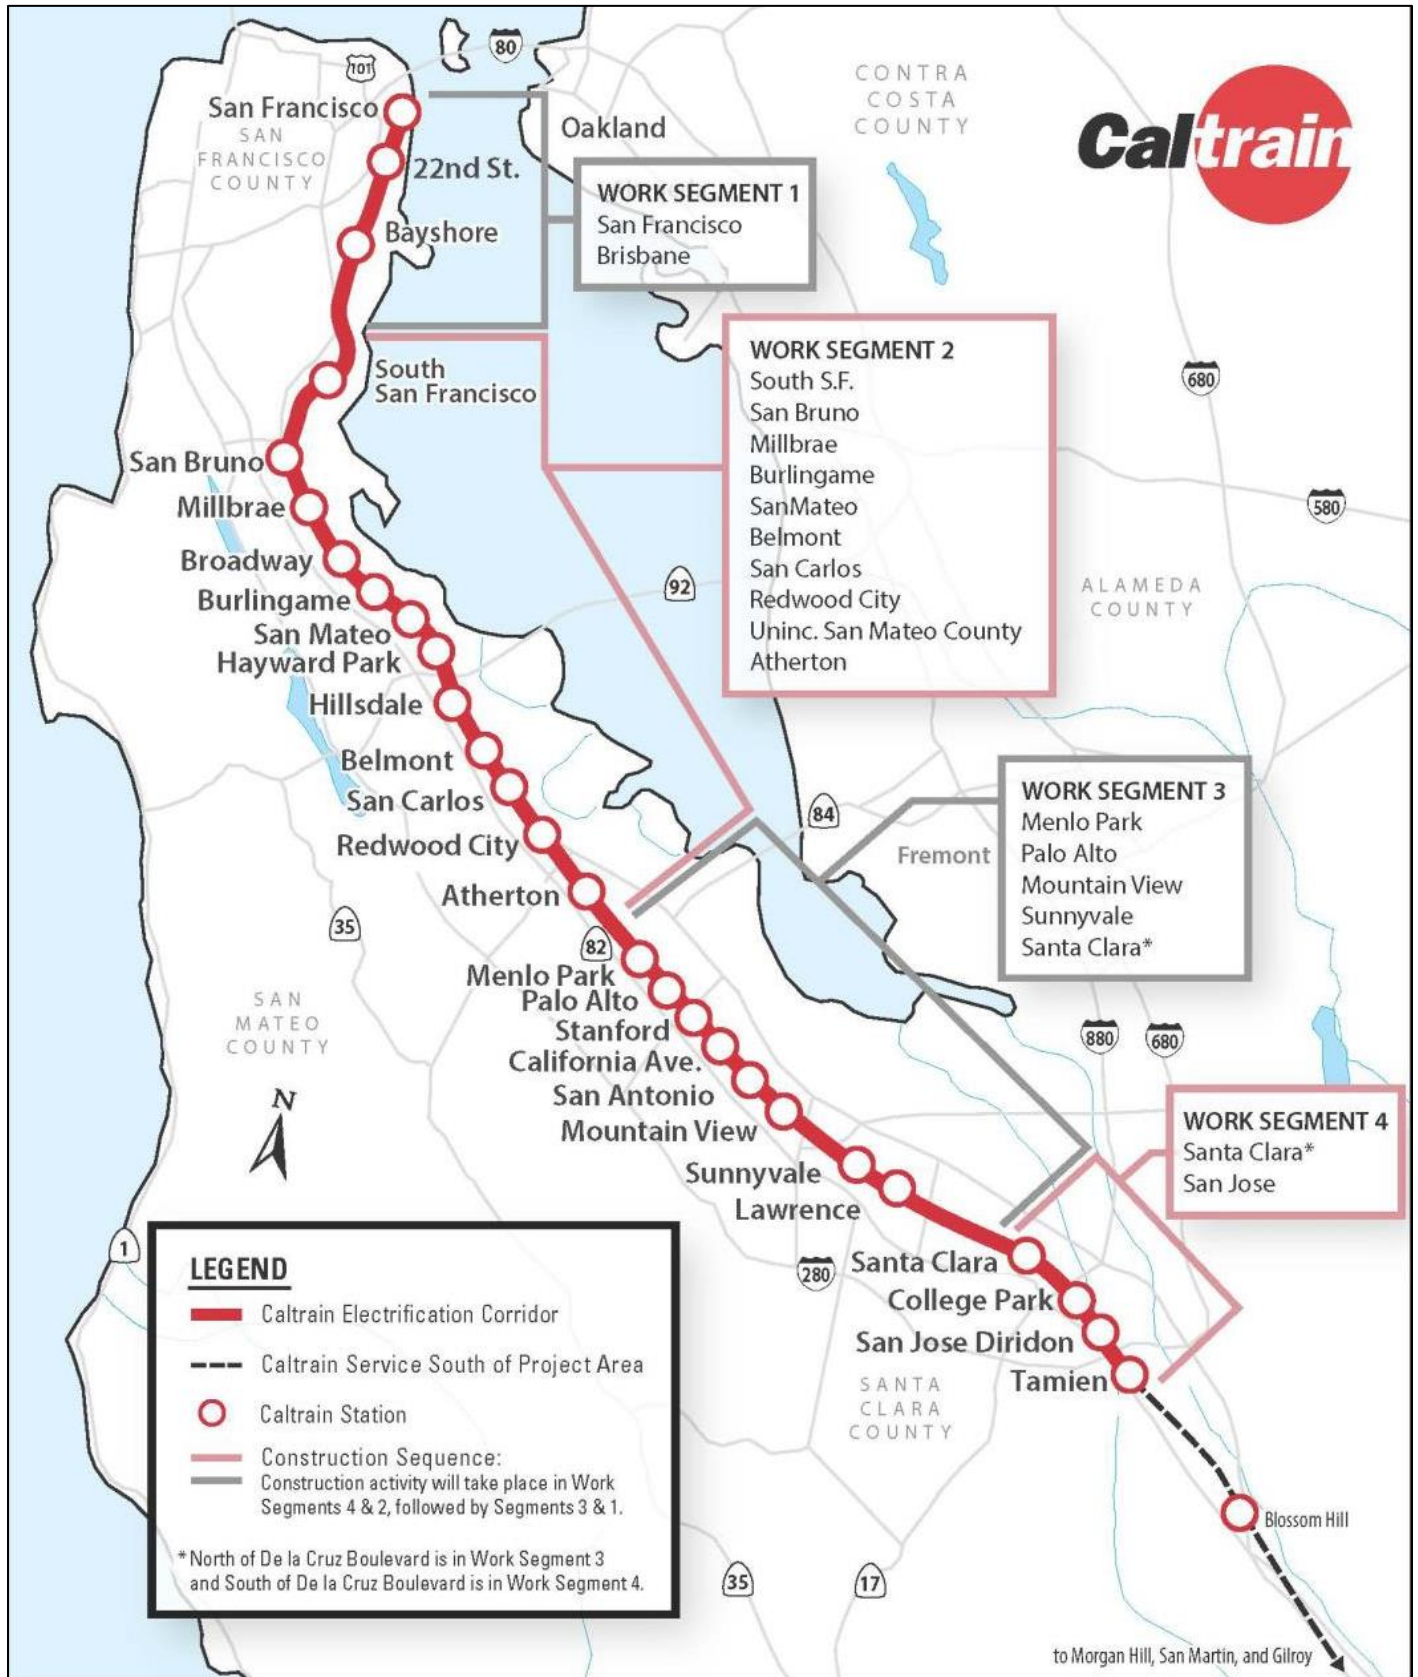 80
101
CONTRA
COSTA
COUNTY
Caltrain
San Francisco
SAN
FRANCISCO
COUNTY
Oakland
22nd St.
Bayshore
WORK SEGMENT 1
San Francisco
Brisbane
South
San Francisco
WORK SEGMENT 2
South S.F.
San Bruno
Millbrae
Burlingame
SanMateo
Belmont
San Carlos
Redwood City
Uninc. San Mateo County
Atherton
680
580
San Bruno
Millbrae
Broadway
Burlingame
San Mateo
Hayward Park
Hillsdale
Belmont
San Carlos
Redwood City
Atherton
92
ALAMEDA
COUNTY
84
Fremont
WORK SEGMENT 3
Menlo Park
Palo Alto
Mountain View
Sunnyvale
Santa Clara*
35
82
SAN
MATEO
COUNTY
Menlo Park
Palo Alto
Stanford
California Ave.
San Antonio
Mountain View
Sunnyvale
Lawrence
880
680
WORK SEGMENT 4
Santa Clara*
San Jose
N
1
280
Santa Clara
College Park
San Jose Diridon
Tamien
SANTA
CLARA
COUNTY
LEGEND
Caltrain Electrification Corridor
Caltrain Service South of Project Area
Caltrain Station
Construction Sequence:
Construction activity will take place in Work
Segments 4 & 2, followed by Segments 3 & 1.
*North of De la Cruz Boulevard is in Work Segment 3
and South of De la Cruz Boulevard is in Work Segment 4.
Blossom Hill
35
17
to Morgan Hill, San Martin, and Gilroy